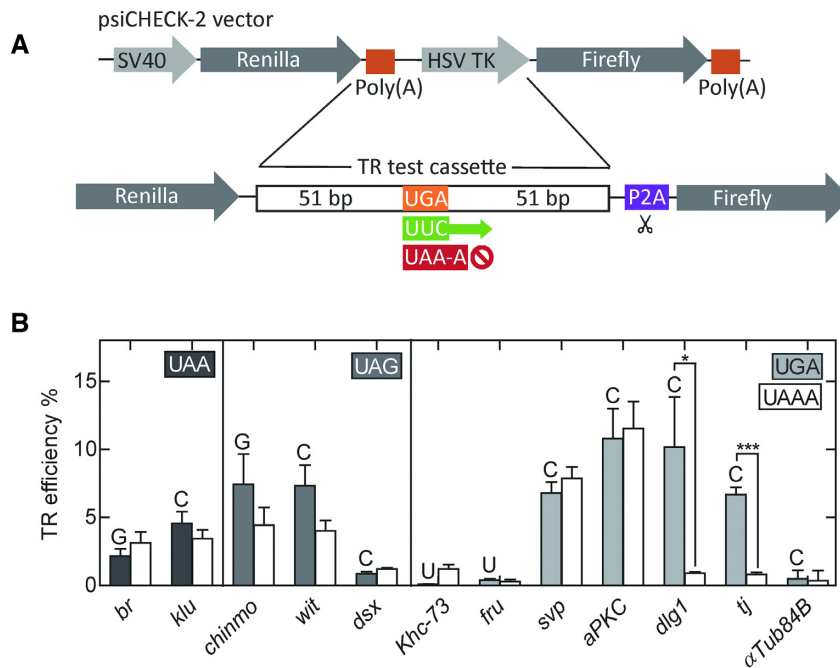 psiCHECK-2 vector
A
SV40 Renilla Poly(A) HSV TK Firefly Poly(A)
TR test cassette
Renilla 51 bp UGA 51 bp P2A Firefly
UUC
UAA-A
B
UAA UAG UGA
UAAA
TR efficiency %
15
10
5
0
G C G C C U U C C C C C
* ***
br klu chinmo wit dsx Khc-73 fru svp aPKC dlg1 tj αTub84B